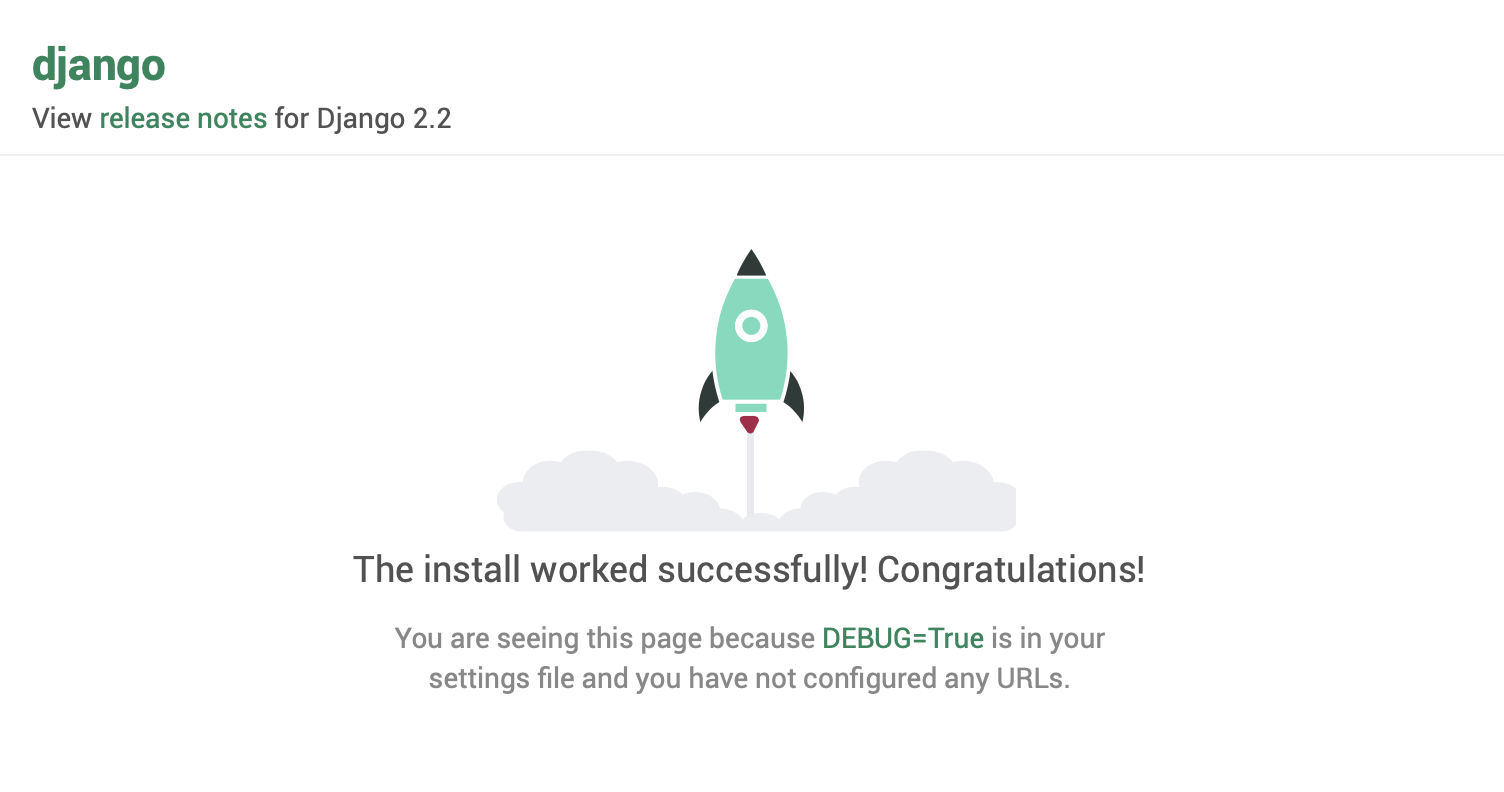 django
View release notes for Django 2.2
The install worked successfully! Congratulations!
You are seeing this page because DEBUG=True is in your
settings file and you have not configured any URLs.